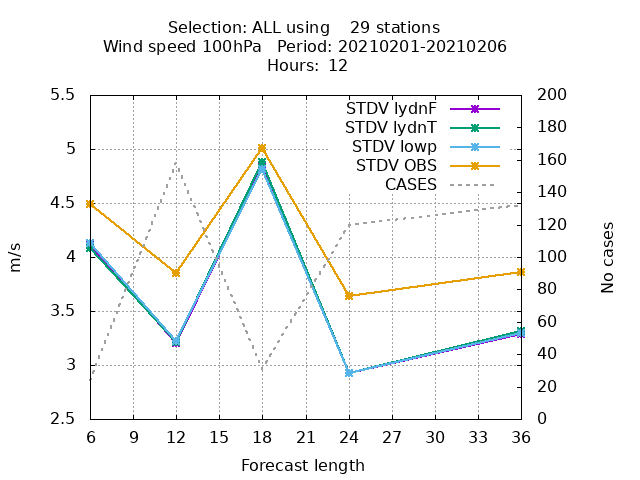 Selection: ALL using    29 stations
Wind speed 100hPa   Period: 20210201-20210206
Hours:  12
STDV lydnF
STDV lydnT
STDV lowp
STDV OBS
CASES
m/s
5.5
5
4.5
4
3.5
3
2.5
200
180
160
140
120
100
80
60
40
20
0
No cases
6 9 12 15 18 21 24 27 30 33 36
Forecast length